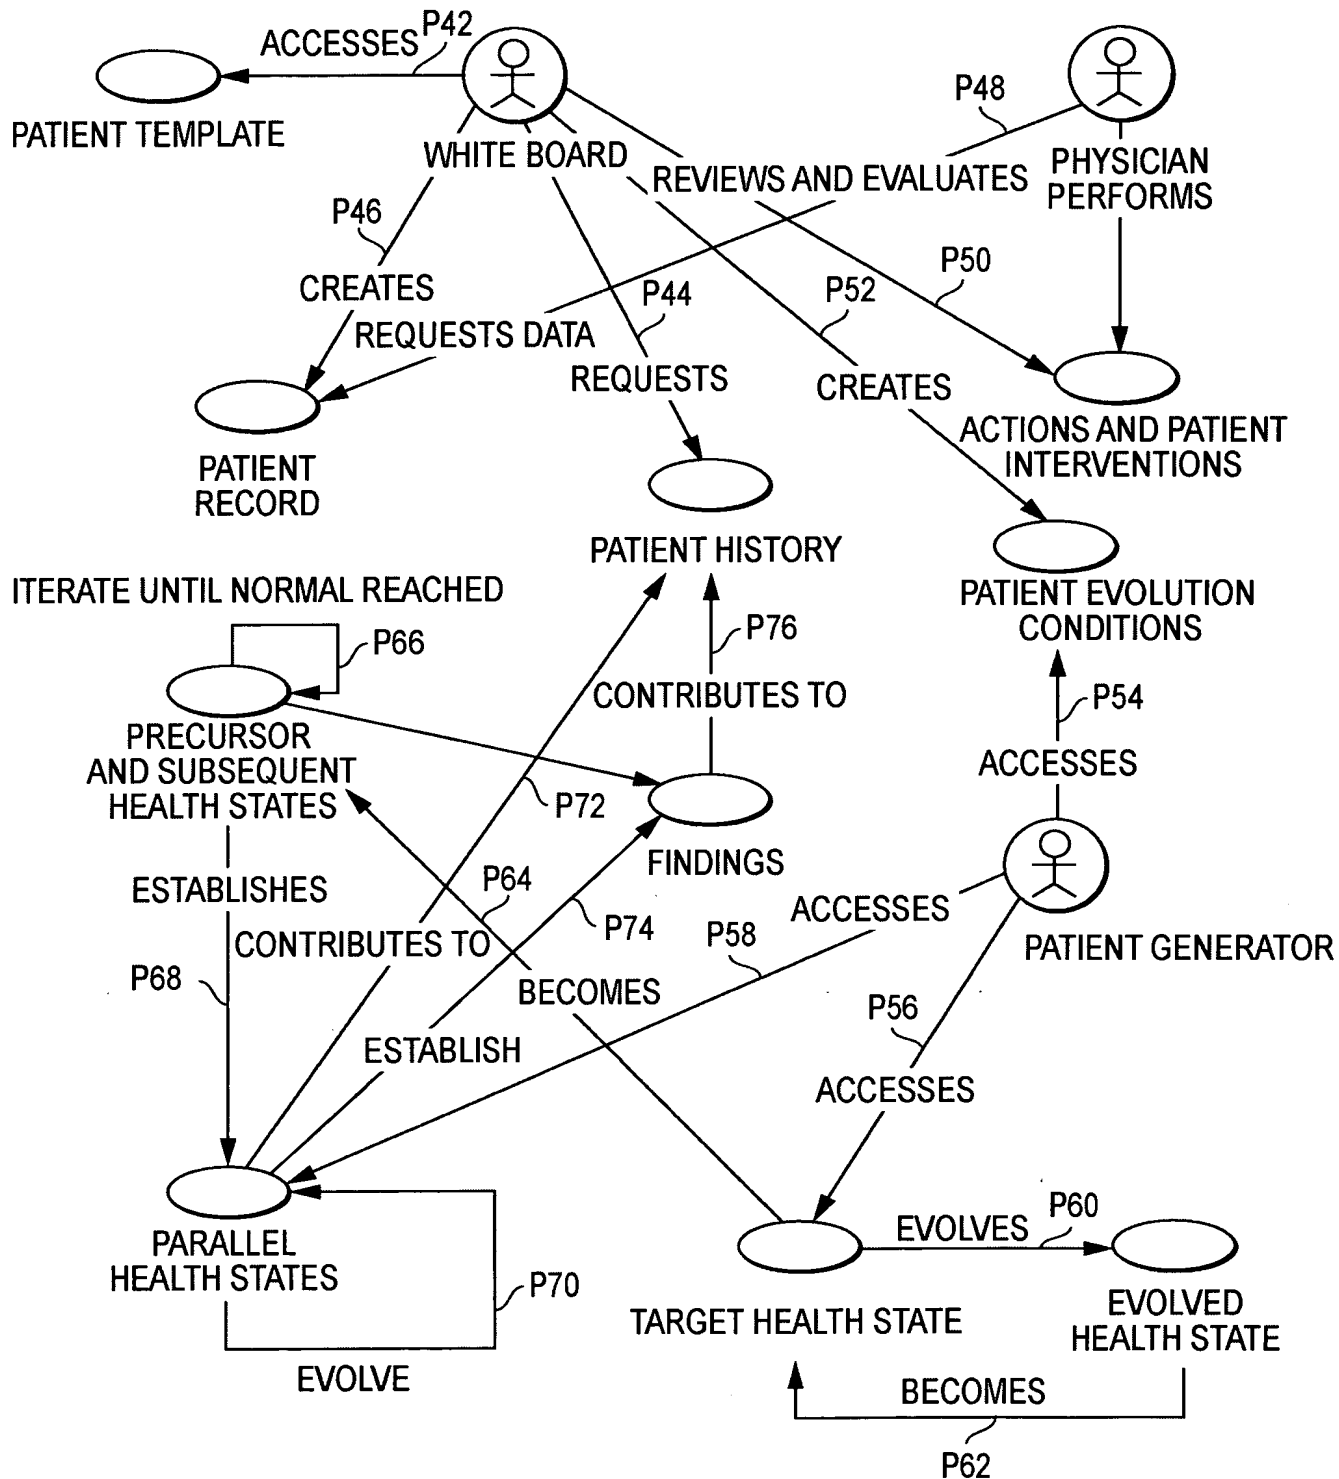 ACCESSES
P42
PATIENT TEMPLATE
WHITE BOARD
P48
PHYSICIAN
PERFORMS
REVIEWS AND EVALUATES
P46
CREATES
P44
P52
P50
REQUESTS DATA
REQUESTS
CREATES
ACTIONS AND PATIENT
INTERVENTIONS
PATIENT
RECORD
PATIENT HISTORY
PATIENT EVOLUTION
CONDITIONS
ITERATE UNTIL NORMAL REACHED
P66
P76
CONTRIBUTES TO
P54
ACCESSES
PRECURSOR
AND SUBSEQUENT
HEALTH STATES
P72
FINDINGS
P64
ESTABLISHES
CONTRIBUTES TO
P74
P58
ACCESSES
PATIENT GENERATOR
P68
BECOMES
P56
ESTABLISH
ACCESSES
PARALLEL
HEALTH STATES
P70
EVOLVE
EVOLVES
P60
TARGET HEALTH STATE
EVOLVED
HEALTH STATE
BECOMES
P62